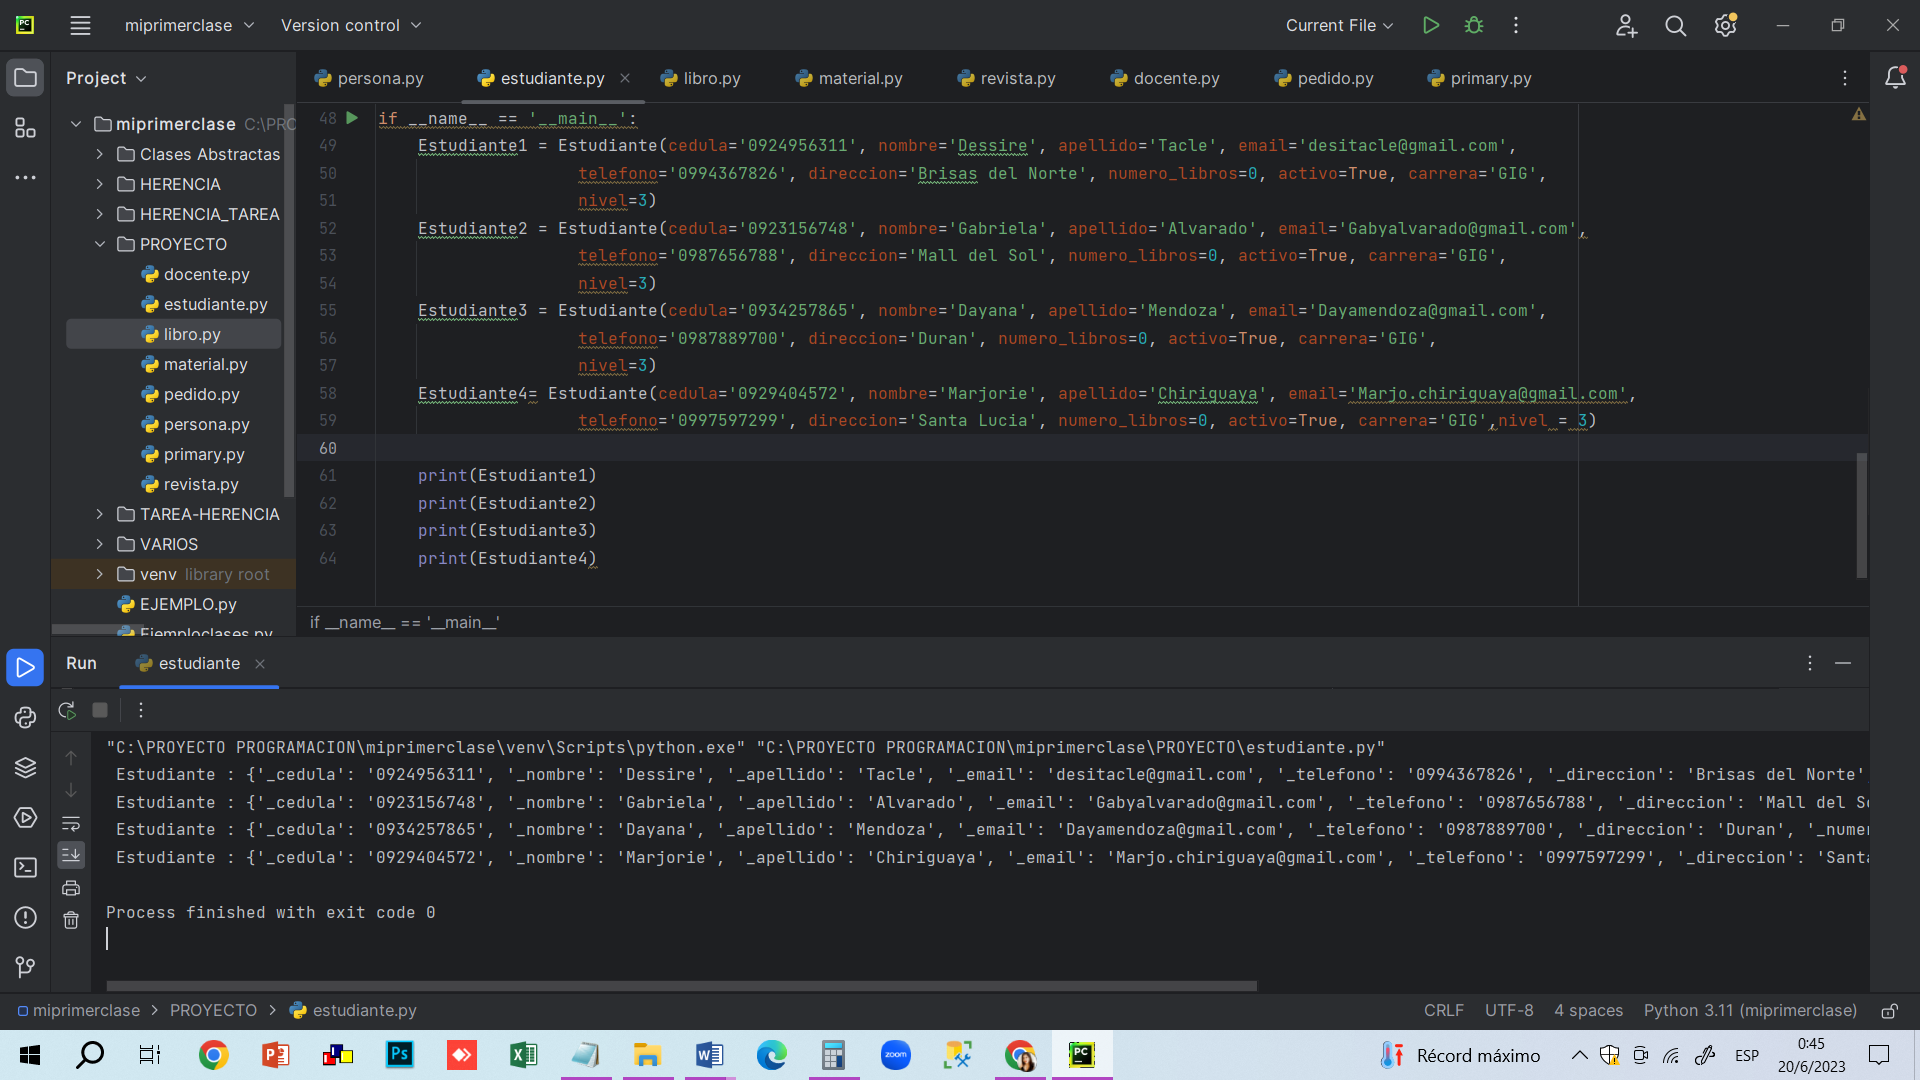 miprimerclase
Version control
Current File
Project
persona.py
estudiante.py
libro.py
material.py
revista.py
docente.py
pedido.py
primary.py
miprimerclase C:\PRO
Clases Abstractas
HERENCIA
HERENCIA_TAREA
PROYECTO
docente.py
estudiante.py
libro.py
material.py
pedido.py
persona.py
primary.py
revista.py
TAREA-HERENCIA
VARIOS
venv library root
EJEMPLO.py
Ejemploclases.py
48 if __name__ == '__main__':
49 Estudiante1 = Estudiante(cedula='0924956311', nombre='Dessire', apellido='Tacle', email='desitacle@gmail.com',
50 telefono='0994367826', direccion='Brisas del Norte', numero_libros=0, activo=True, carrera='GIG',
51 nivel=3)
52 Estudiante2 = Estudiante(cedula='0923156748', nombre='Gabriela', apellido='Alvarado', email='Gabyalvarado@gmail.com',
53 telefono='0987656788', direccion='Mall del Sol', numero_libros=0, activo=True, carrera='GIG',
54 nivel=3)
55 Estudiante3 = Estudiante(cedula='0934257865', nombre='Dayana', apellido='Mendoza', email='Dayamendoza@gmail.com',
56 telefono='0987889700', direccion='Duran', numero_libros=0, activo=True, carrera='GIG',
57 nivel=3)
58 Estudiante4= Estudiante(cedula='0929404572', nombre='Marjorie', apellido='Chiriguaya', email='Marjo.chiriguaya@gmail.com',
59 telefono='0997597299', direccion='Santa Lucia', numero_libros=0, activo=True, carrera='GIG',nivel = 3)
60
61 print(Estudiante1)
62 print(Estudiante2)
63 print(Estudiante3)
64 print(Estudiante4)
if __name__ == '__main__'
Run
estudiante
"C:\PROYECTO PROGRAMACION\miprimerclase\venv\Scripts\python.exe" "C:\PROYECTO PROGRAMACION\miprimerclase\PROYECTO\estudiante.py"
Estudiante : {'_cedula': '0924956311', '_nombre': 'Dessire', '_apellido': 'Tacle', '_email': 'desitacle@gmail.com', '_telefono': '0994367826', '_direccion': 'Brisas del Norte'
Estudiante : {'_cedula': '0923156748', '_nombre': 'Gabriela', '_apellido': 'Alvarado', '_email': 'Gabyalvarado@gmail.com', '_telefono': '0987656788', '_direccion': 'Mall del S
Estudiante : {'_cedula': '0934257865', '_nombre': 'Dayana', '_apellido': 'Mendoza', '_email': 'Dayamendoza@gmail.com', '_telefono': '0987889700', '_direccion': 'Duran', '_nume
Estudiante : {'_cedula': '0929404572', '_nombre': 'Marjorie', '_apellido': 'Chiriguaya', '_email': 'Marjo.chiriguaya@gmail.com', '_telefono': '0997597299', '_direccion': 'Sant
Process finished with exit code 0
miprimerclase > PROYECTO > estudiante.py
CRLF UTF-8 4 spaces Python 3.11 (miprimerclase)
Récord máximo
ESP
0:45
20/6/2023